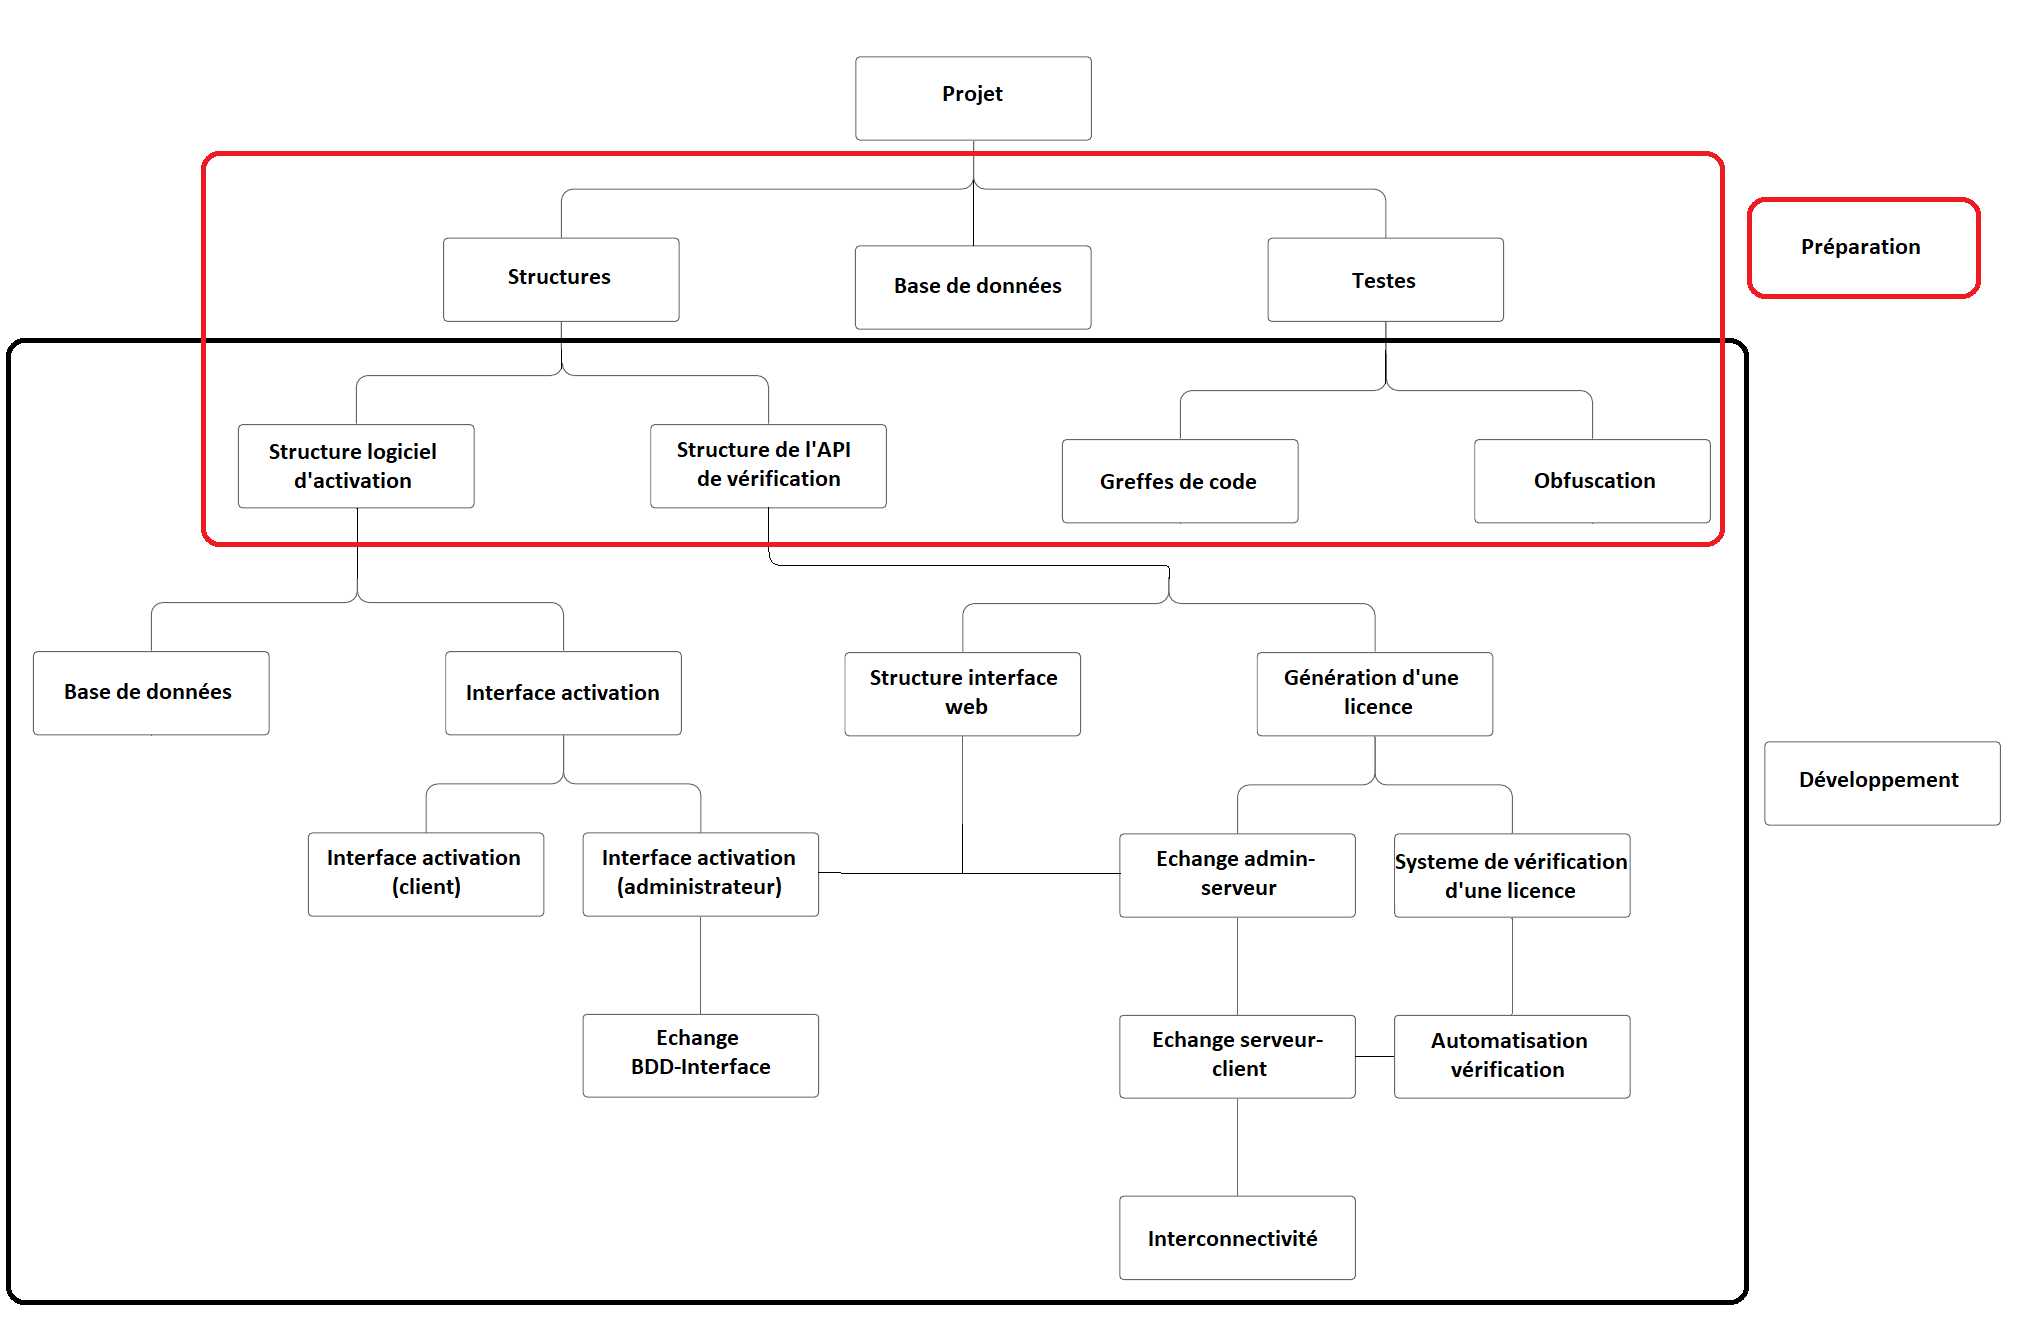 Projet
Préparation
Structures
Base de données
Testes
Structure logiciel
d'activation
Structure de l'API
de vérification
Greffes de code
Obfuscation
Base de données
Interface activation
Structure interface
web
Génération d'une
licence
Développement
Interface activation
(client)
Interface activation
(administrateur)
Echange admin-
serveur
Systeme de vérification
d'une licence
Echange
BDD-Interface
Echange serveur-
client
Automatisation
vérification
Interconnectivité